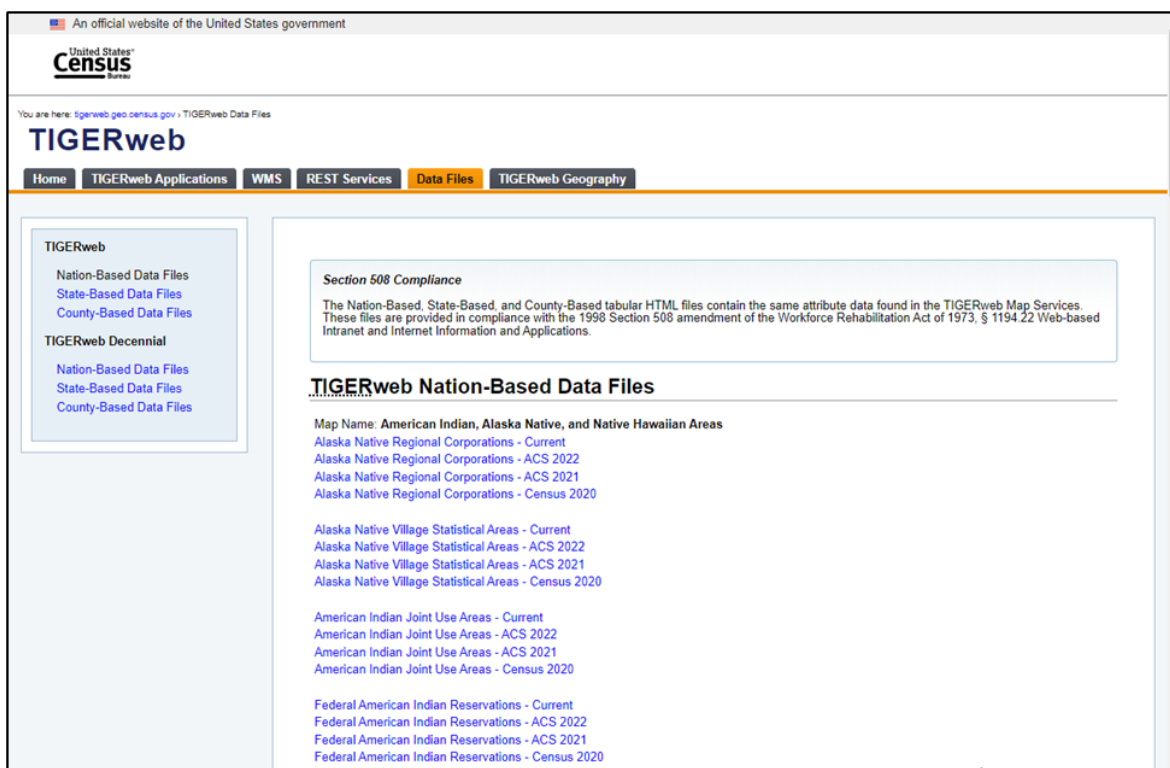 An official website of the United States government
United States®
Census
Bureau
You are here: tigerweb.geo.census.gov › TIGERweb Data Files
TIGERweb
Home TIGERweb Applications WMS REST Services Data Files TIGERweb Geography
TIGERweb
Nation-Based Data Files
State-Based Data Files
County-Based Data Files
TIGERweb Decennial
Nation-Based Data Files
State-Based Data Files
County-Based Data Files
Section 508 Compliance
The Nation-Based, State-Based, and County-Based tabular HTML files contain the same attribute data found in the TIGERweb Map Services.
These files are provided in compliance with the 1998 Section 508 amendment of the Workforce Rehabilitation Act of 1973, § 1194.22 Web-based
Intranet and Internet Information and Applications.
TIGERweb Nation-Based Data Files
Map Name: American Indian, Alaska Native, and Native Hawaiian Areas
Alaska Native Regional Corporations - Current
Alaska Native Regional Corporations - ACS 2022
Alaska Native Regional Corporations - ACS 2021
Alaska Native Regional Corporations - Census 2020
Alaska Native Village Statistical Areas - Current
Alaska Native Village Statistical Areas - ACS 2022
Alaska Native Village Statistical Areas - ACS 2021
Alaska Native Village Statistical Areas - Census 2020
American Indian Joint Use Areas - Current
American Indian Joint Use Areas - ACS 2022
American Indian Joint Use Areas - ACS 2021
American Indian Joint Use Areas - Census 2020
Federal American Indian Reservations - Current
Federal American Indian Reservations - ACS 2022
Federal American Indian Reservations - ACS 2021
Federal American Indian Reservations - Census 2020